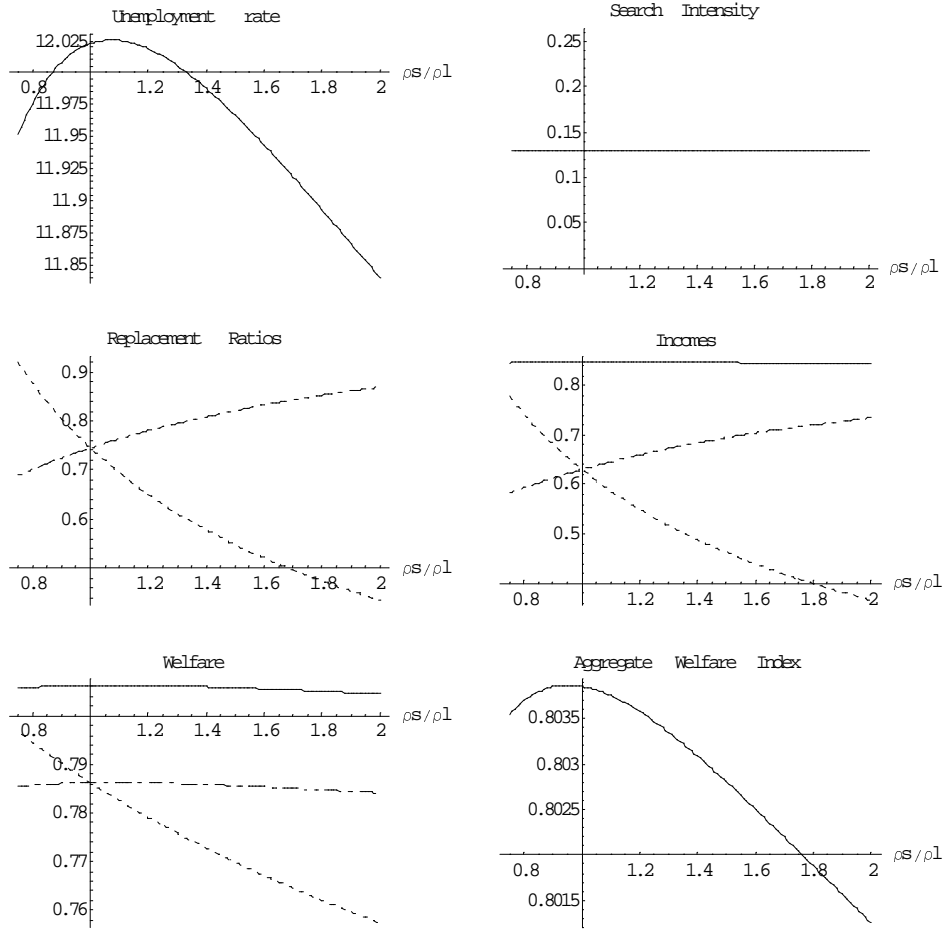 Unemployment rate
12.025
ρs/ρl
0.8 1.2 1.4 1.6 1.8 2
11.975
11.95
11.925
11.9
11.875
11.85
Search Intensity
0.25
0.2
0.15
0.1
0.05
ρs/ρl
0.8 1.2 1.4 1.6 1.8 2
Replacement Ratios
0.9
0.8
0.7
0.6
ρs/ρl
0.8 1.2 1.4 1.6 1.8 2
Incomes
0.8
0.7
0.6
0.5
ρs/ρl
0.8 1.2 1.4 1.6 1.8 2
Welfare
ρs/ρl
0.8 1.2 1.4 1.6 1.8 2
0.79
0.78
0.77
0.76
Aggregate Welfare Index
0.8035
0.803
0.8025
ρs/ρl
0.8 1.2 1.4 1.6 1.8 2
0.8015